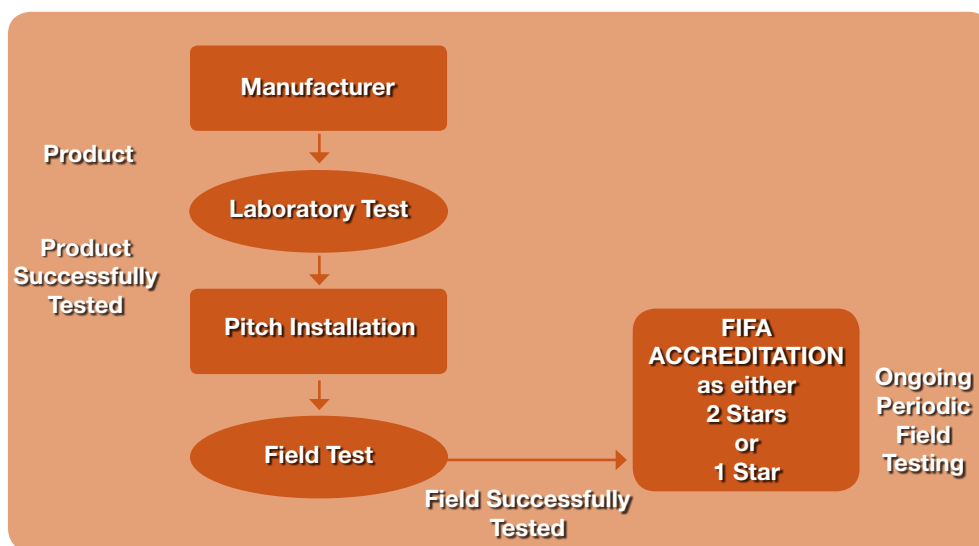 Manufacturer
Product
Laboratory Test
Product
Successfully
Tested
Pitch Installation
Field Test
Field Successfully
Tested
FIFA
ACCREDITATION
as either
2 Stars
or
1 Star
Ongoing
Periodic
Field
Testing